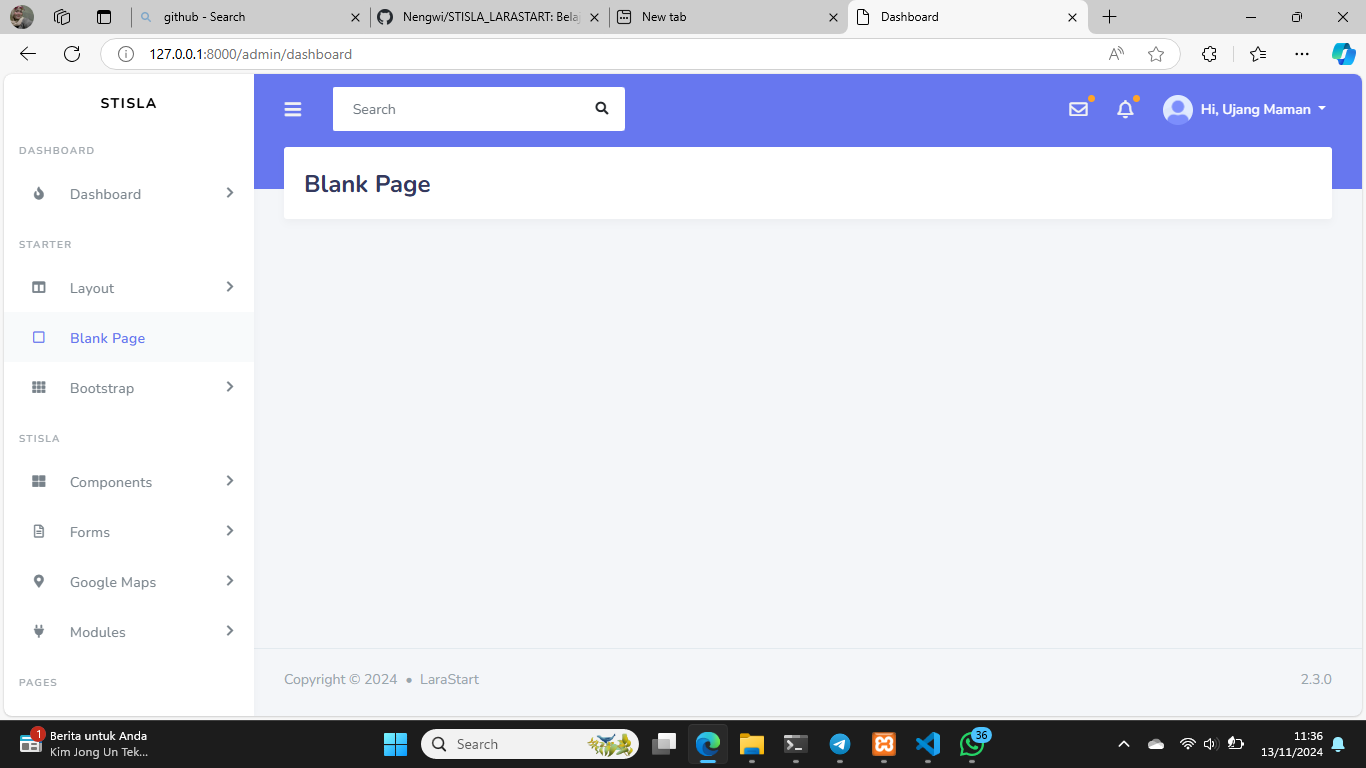 github - Search
Nengwi/STISLA_LARASTART: Bela
New tab
Dashboard
127.0.0.1:8000/admin/dashboard
STISLA
Search
Hi, Ujang Maman
DASHBOARD
Dashboard
Blank Page
STARTER
Layout
Blank Page
Bootstrap
STISLA
Components
Forms
Google Maps
Modules
PAGES
Copyright © 2024 • LaraStart
2.3.0
1
Berita untuk Anda
Kim Jong Un Tek...
Search
36
11:36
13/11/2024